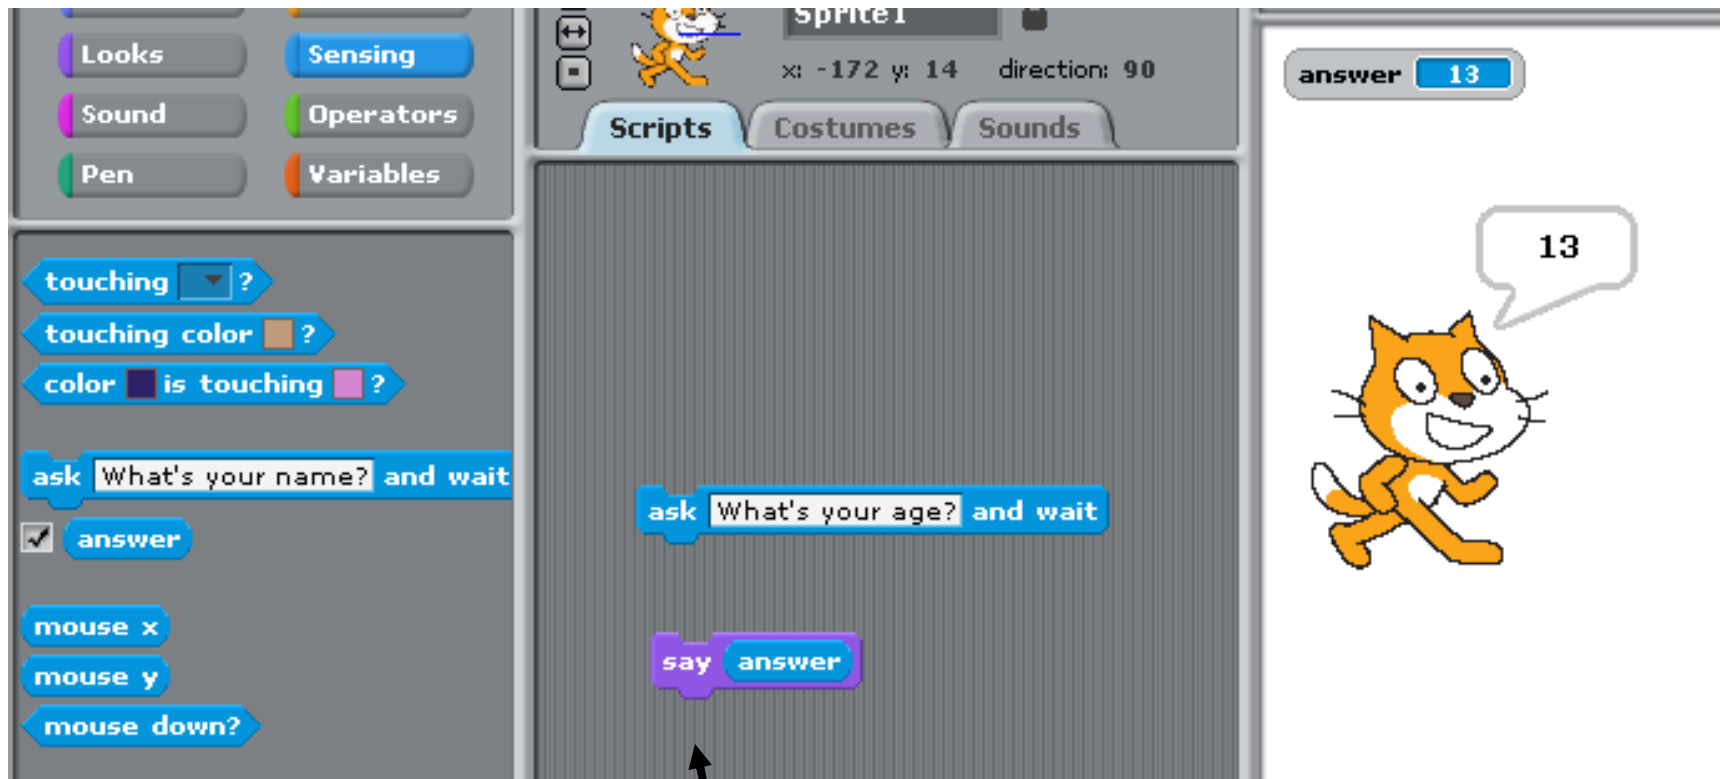 Looks
Sensing
Sound
Operators
Pen
Variables
touching ?
touching color ?
color is touching ?
ask What's your name? and wait
answer
mouse x
mouse y
mouse down?
Sprite1
x: -172 y: 14 direction: 90
Scripts Costumes Sounds
ask What's your age? and wait
say answer
answer 13
13